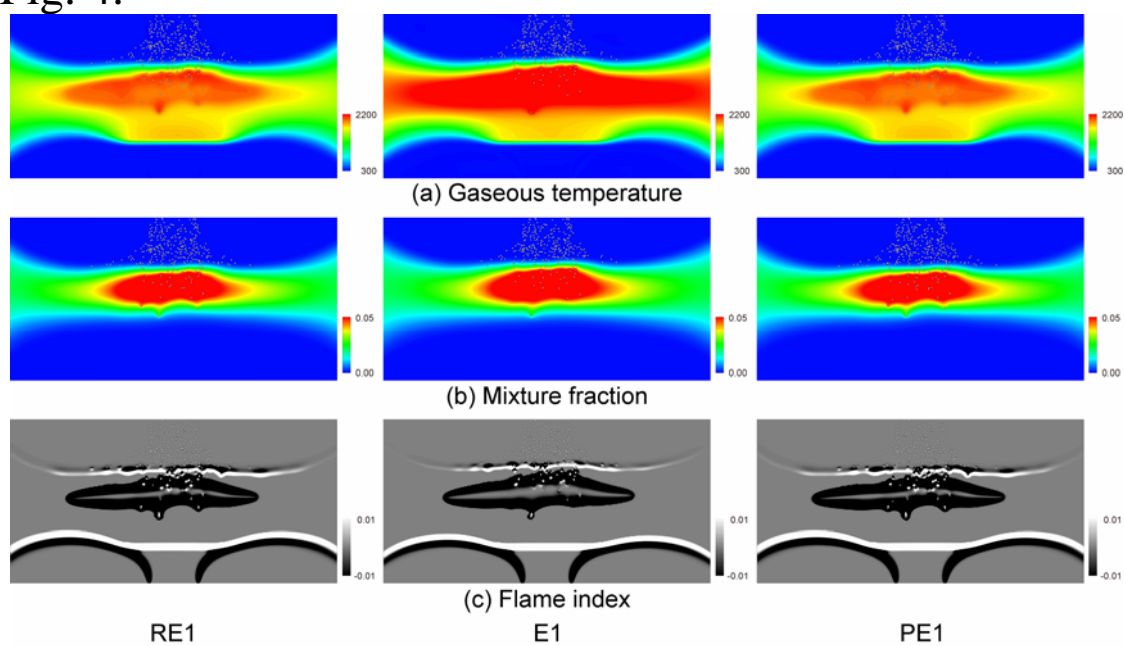 Fig. 4.
2200 2200 2200
300 300 300
(a) Gaseous temperature
0.05 0.05 0.05
0.00 0.00 0.00
(b) Mixture fraction
0.01 0.01 0.01
-0.01 -0.01 -0.01
(c) Flame index
RE1 E1 PE1